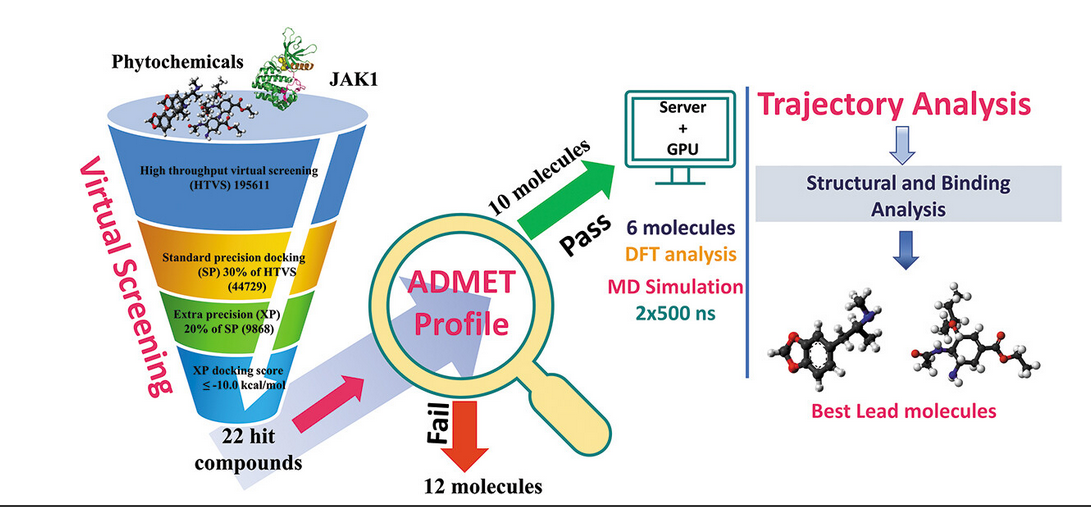 Phytochemicals
JAK1
Virtual Screening
High throughput virtual screening
(HTVS) 195611
Standard precision docking
(SP) 30% of HTVS
(44729)
Extra precision (XP)
20% of SP (9868)
XP docking score
≤ -10.0 kcal/mol
22 hit
compounds
ADMET
Profile
10 molecules
Pass
Fail
12 molecules
Server
+
GPU
6 molecules
DFT analysis
MD Simulation
2x500 ns
Trajectory Analysis
Structural and Binding
Analysis
Best Lead molecules